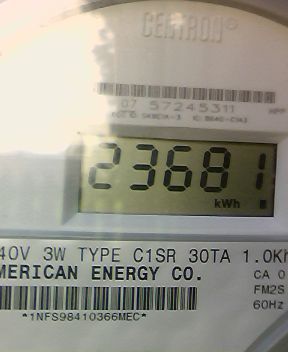 CENTRON®
07 57245311
23681
kWh
40V 3W TYPE C1SR 30TA 1.0Kh
MERICAN ENERGY CO.
CA 0
FM2S
60Hz
*1NFS98410366MEC*